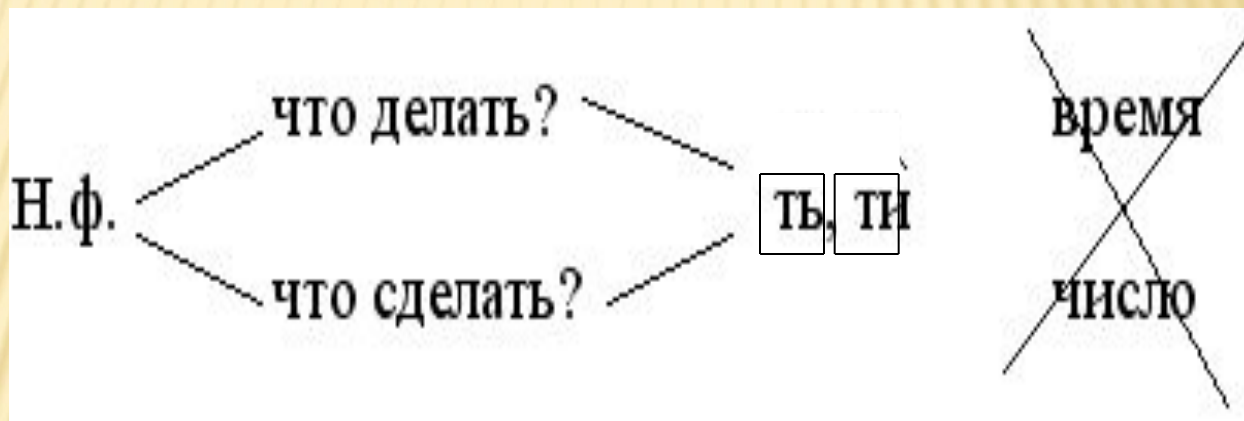 что делать?
время
Н.ф.
ть, ти
что сделать?
число